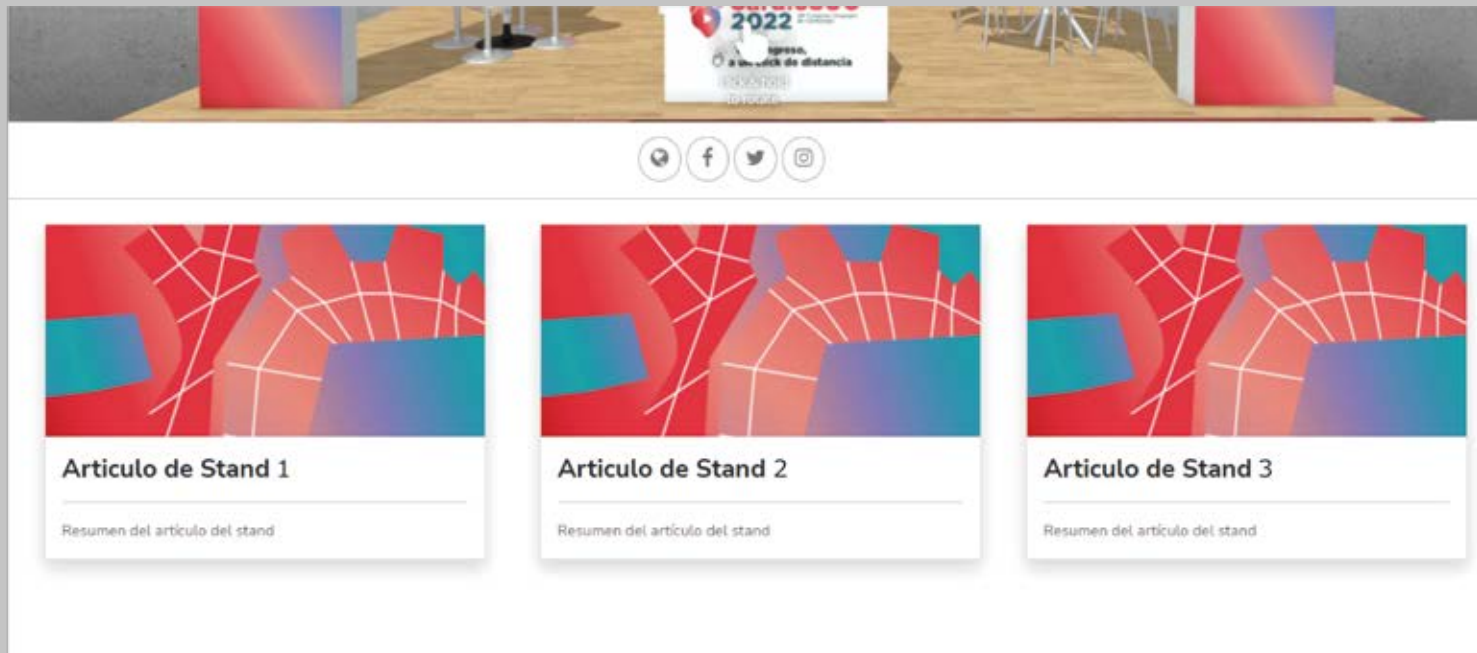 2022
a un click de distancia
Articulo de Stand 1
Resumen del artículo del stand
Articulo de Stand 2
Resumen del artículo del stand
Articulo de Stand 3
Resumen del artículo del stand